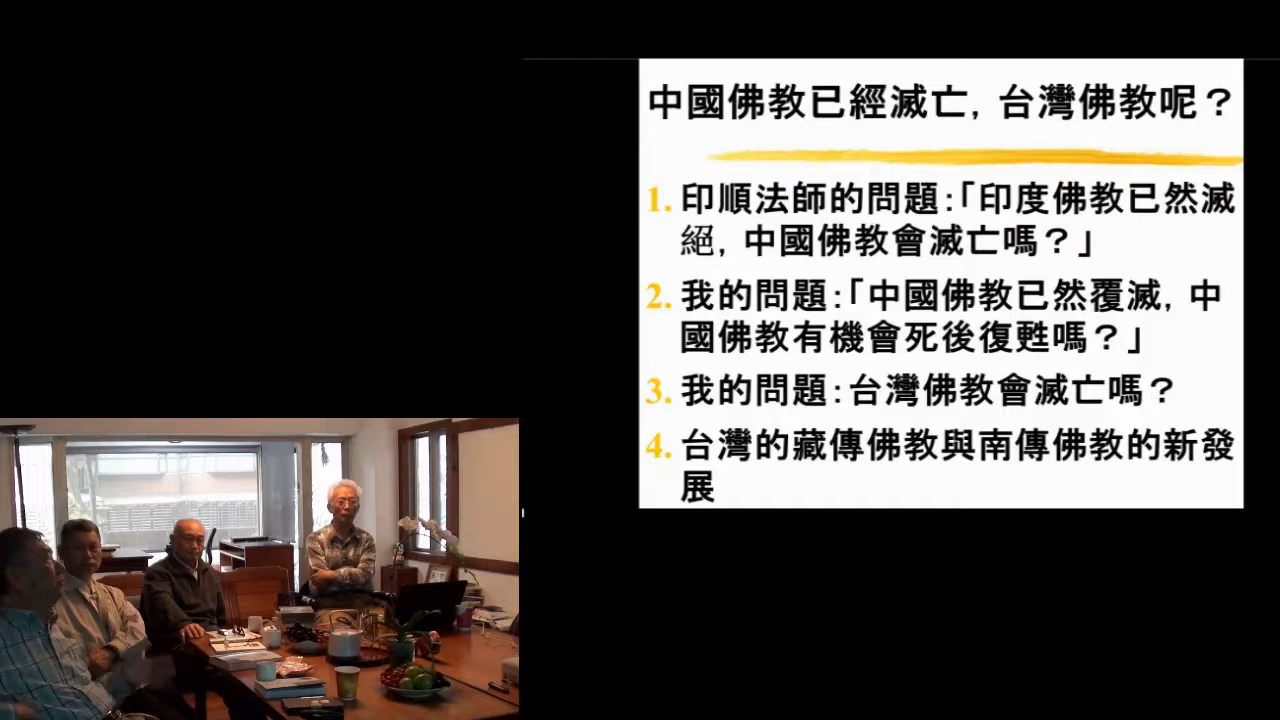 中國佛教已經滅亡，台灣佛教呢？
1. 印順法師的問題：「印度佛教已然滅
絕，中國佛教會滅亡嗎？」
2. 我的問題：「中國佛教已然覆滅，中
國佛教有機會死後復甦嗎？」
3. 我的問題：台灣佛教會滅亡嗎？
4. 台灣的藏傳佛教與南傳佛教的新發
展